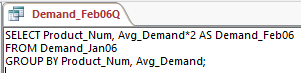 Demand_Feb06Q
SELECT Product_Num, Avg_Demand*2 AS Demand_Feb06
FROM Demand_Jan06
GROUP BY Product_Num, Avg_Demand;